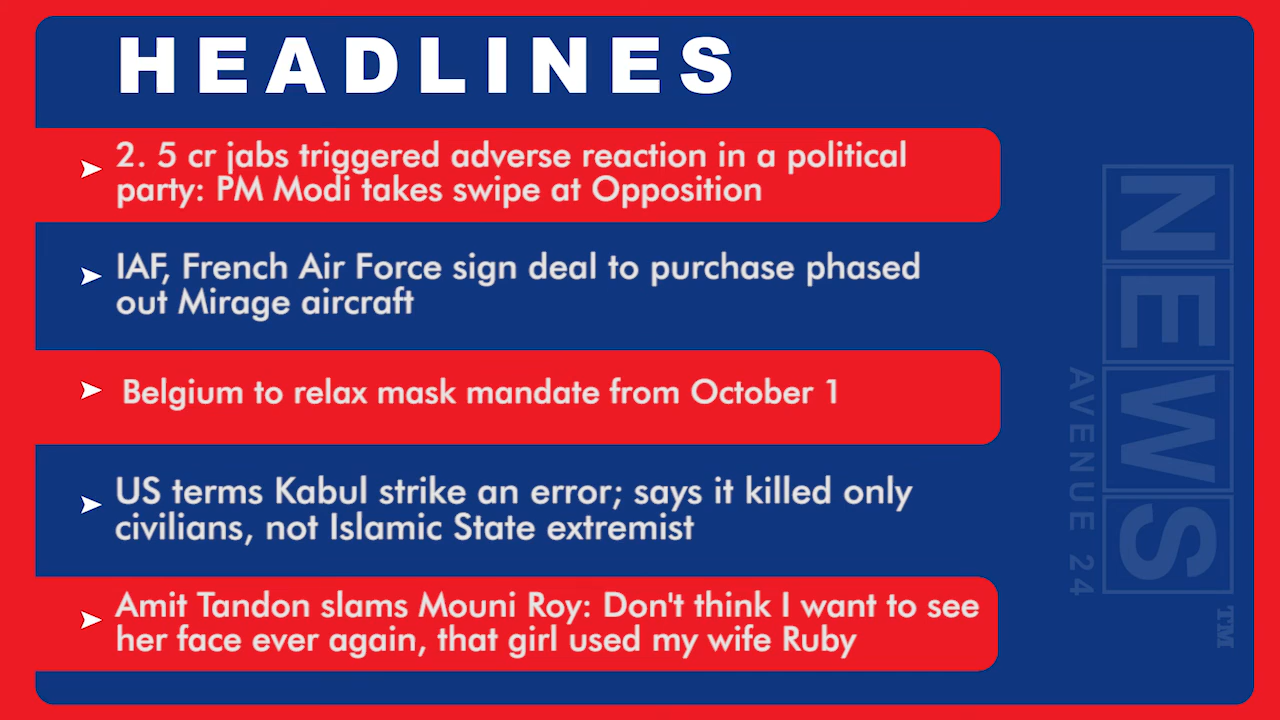 HEADLINES
2. 5 cr jabs triggered adverse reaction in a political
party: PM Modi takes swipe at Opposition
IAF, French Air Force sign deal to purchase phased
out Mirage aircraft
Belgium to relax mask mandate from October 1
US terms Kabul strike an error; says it killed only
civilians, not Islamic State extremist
Amit Tandon slams Mouni Roy: Don't think I want to see
her face ever again, that girl used my wife Ruby
NEWS
AVENUE 24
TM